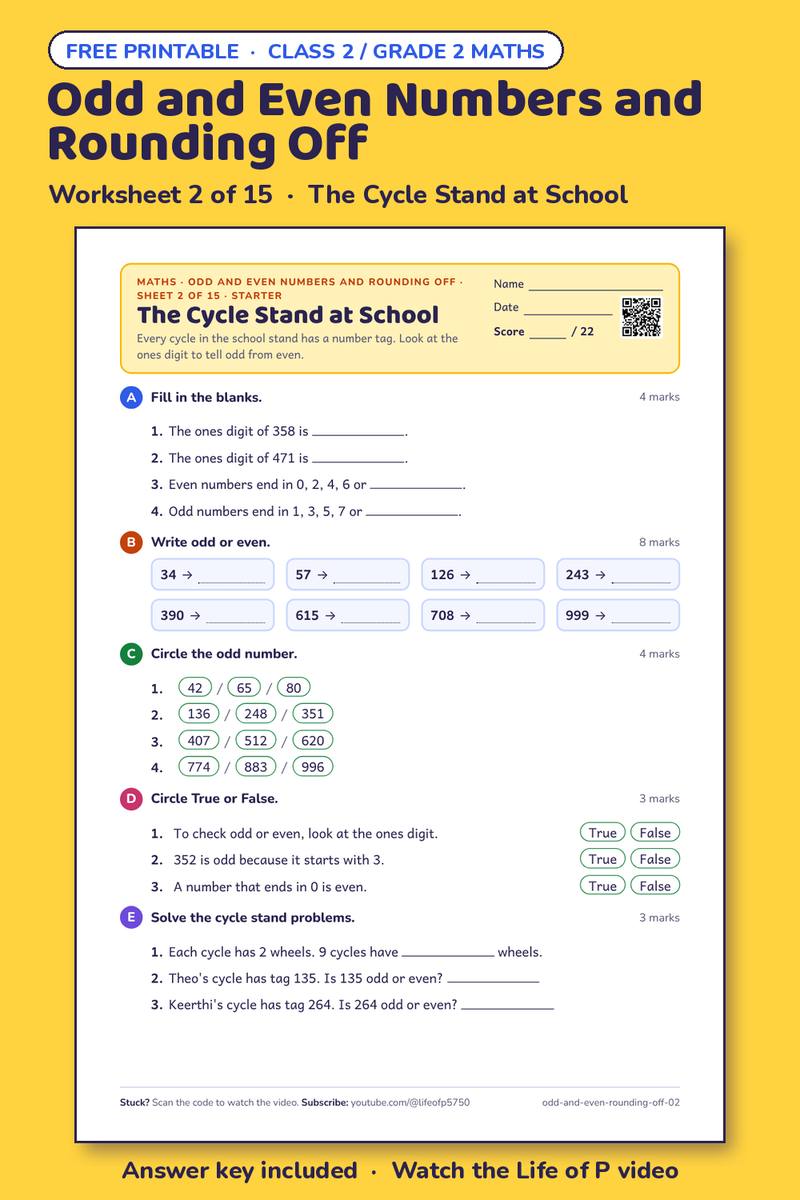 FREE PRINTABLE · CLASS 2 / GRADE 2 MATHS
Odd and Even Numbers and
Rounding Off
Worksheet 2 of 15 · The Cycle Stand at School
MATHS · ODD AND EVEN NUMBERS AND ROUNDING OFF ·
SHEET 2 OF 15 · STARTER
The Cycle Stand at School
Every cycle in the school stand has a number tag. Look at the
ones digit to tell odd from even.
Name
Date
Score ______ / 22
A Fill in the blanks. 4 marks
1. The ones digit of 358 is ____________.
2. The ones digit of 471 is ____________.
3. Even numbers end in 0, 2, 4, 6 or ____________.
4. Odd numbers end in 1, 3, 5, 7 or ____________.
B Write odd or even. 8 marks
34 → 57 → 126 → 243 →
390 → 615 → 708 → 999 →
C Circle the odd number. 4 marks
1. 42 / 65 / 80
2. 136 / 248 / 351
3. 407 / 512 / 620
4. 774 / 883 / 996
D Circle True or False. 3 marks
1. To check odd or even, look at the ones digit. True False
2. 352 is odd because it starts with 3. True False
3. A number that ends in 0 is even. True False
E Solve the cycle stand problems. 3 marks
1. Each cycle has 2 wheels. 9 cycles have ____________ wheels.
2. Theo's cycle has tag 135. Is 135 odd or even? ____________
3. Keerthi's cycle has tag 264. Is 264 odd or even? ____________
Stuck? Scan the code to watch the video. Subscribe: youtube.com/@lifeofp5750 odd-and-even-rounding-off-02
Answer key included · Watch the Life of P video